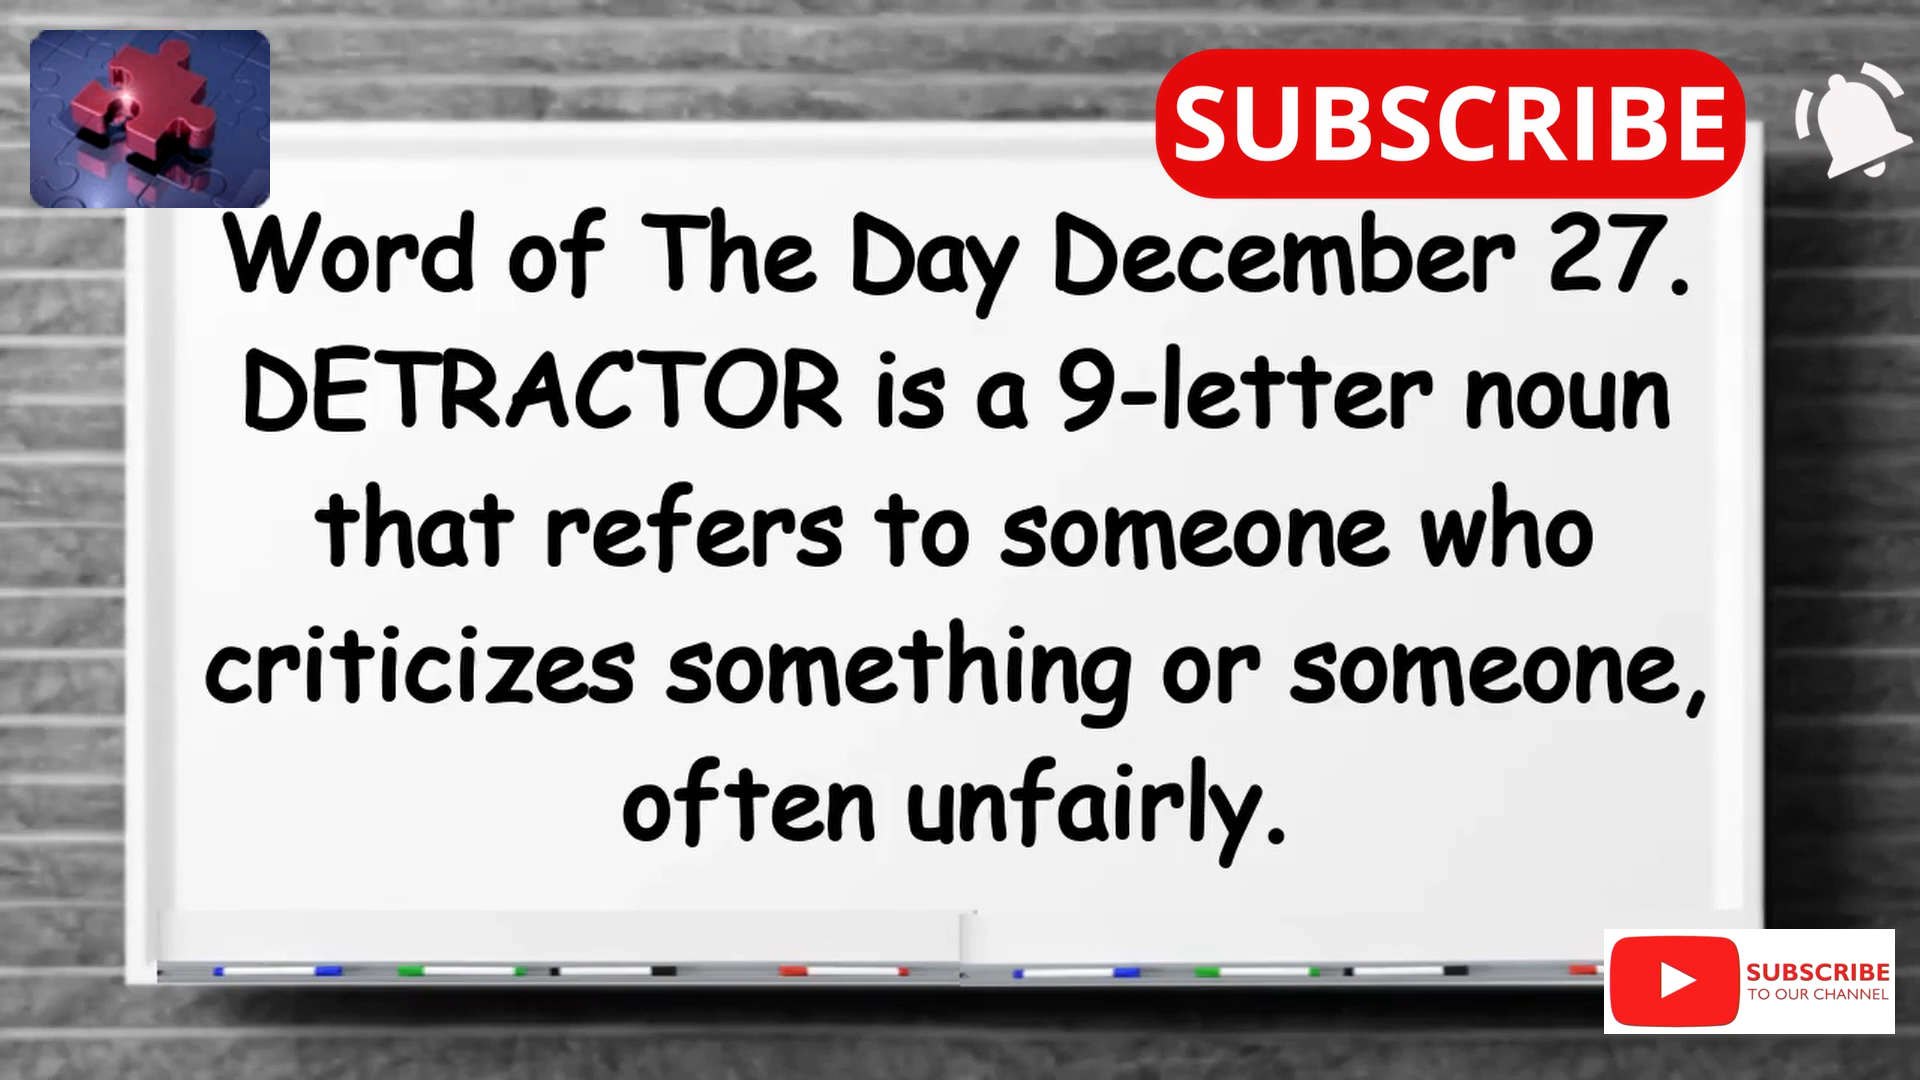 SUBSCRIBE
Word of The Day December 27.
DETRACTOR is a 9-letter noun
that refers to someone who
criticizes something or someone,
often unfairly.
SUBSCRIBE
TO OUR CHANNEL